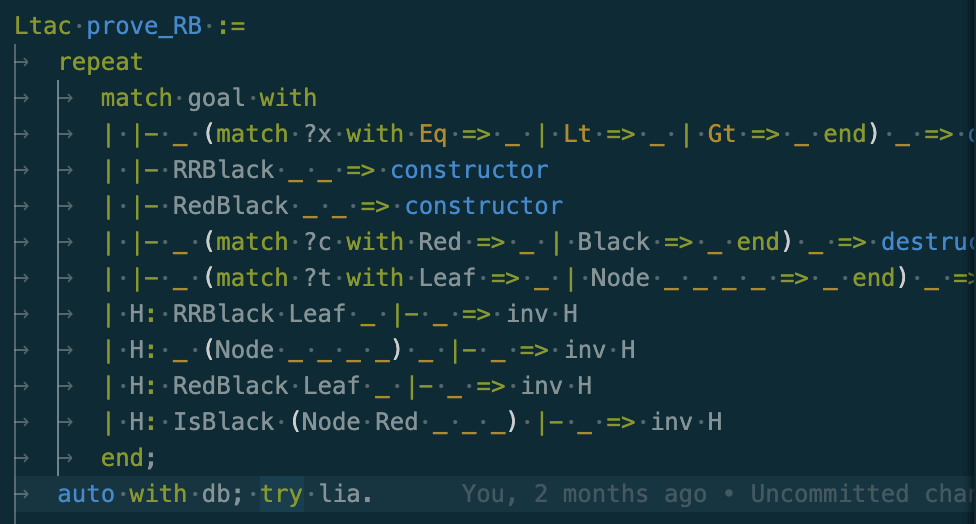 Ltac prove_RB :=
repeat
match goal with
| |- _ (match ?x with Eq => _ | Lt => _ | Gt => _ end) _ =>
| |- RRBlack _ _ => constructor
| |- RedBlack _ _ => constructor
| |- _ (match ?c with Red => _ | Black => _ end) _ => destruc
| |- _ (match ?t with Leaf => _ | Node _ _ _ _ => _ end) _ =>
| H: RRBlack Leaf _ |- _ => inv H
| H: _ (Node _ _ _ _) _ |- _ => inv H
| H: RedBlack Leaf _ |- _ => inv H
| H: IsBlack (Node Red _ _ _) |- _ => inv H
end;
auto with db; try lia. You, 2 months ago • Uncommitted chan